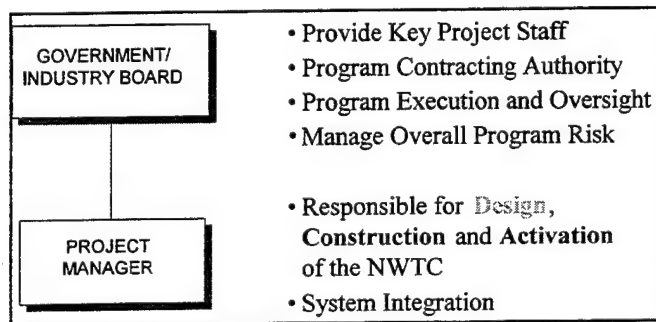 GOVERNMENT/
INDUSTRY BOARD
• Provide Key Project Staff
• Program Contracting Authority
• Program Execution and Oversight
• Manage Overall Program Risk
PROJECT
MANAGER
• Responsible for Design,
Construction and Activation
of the NWTC
• System Integration